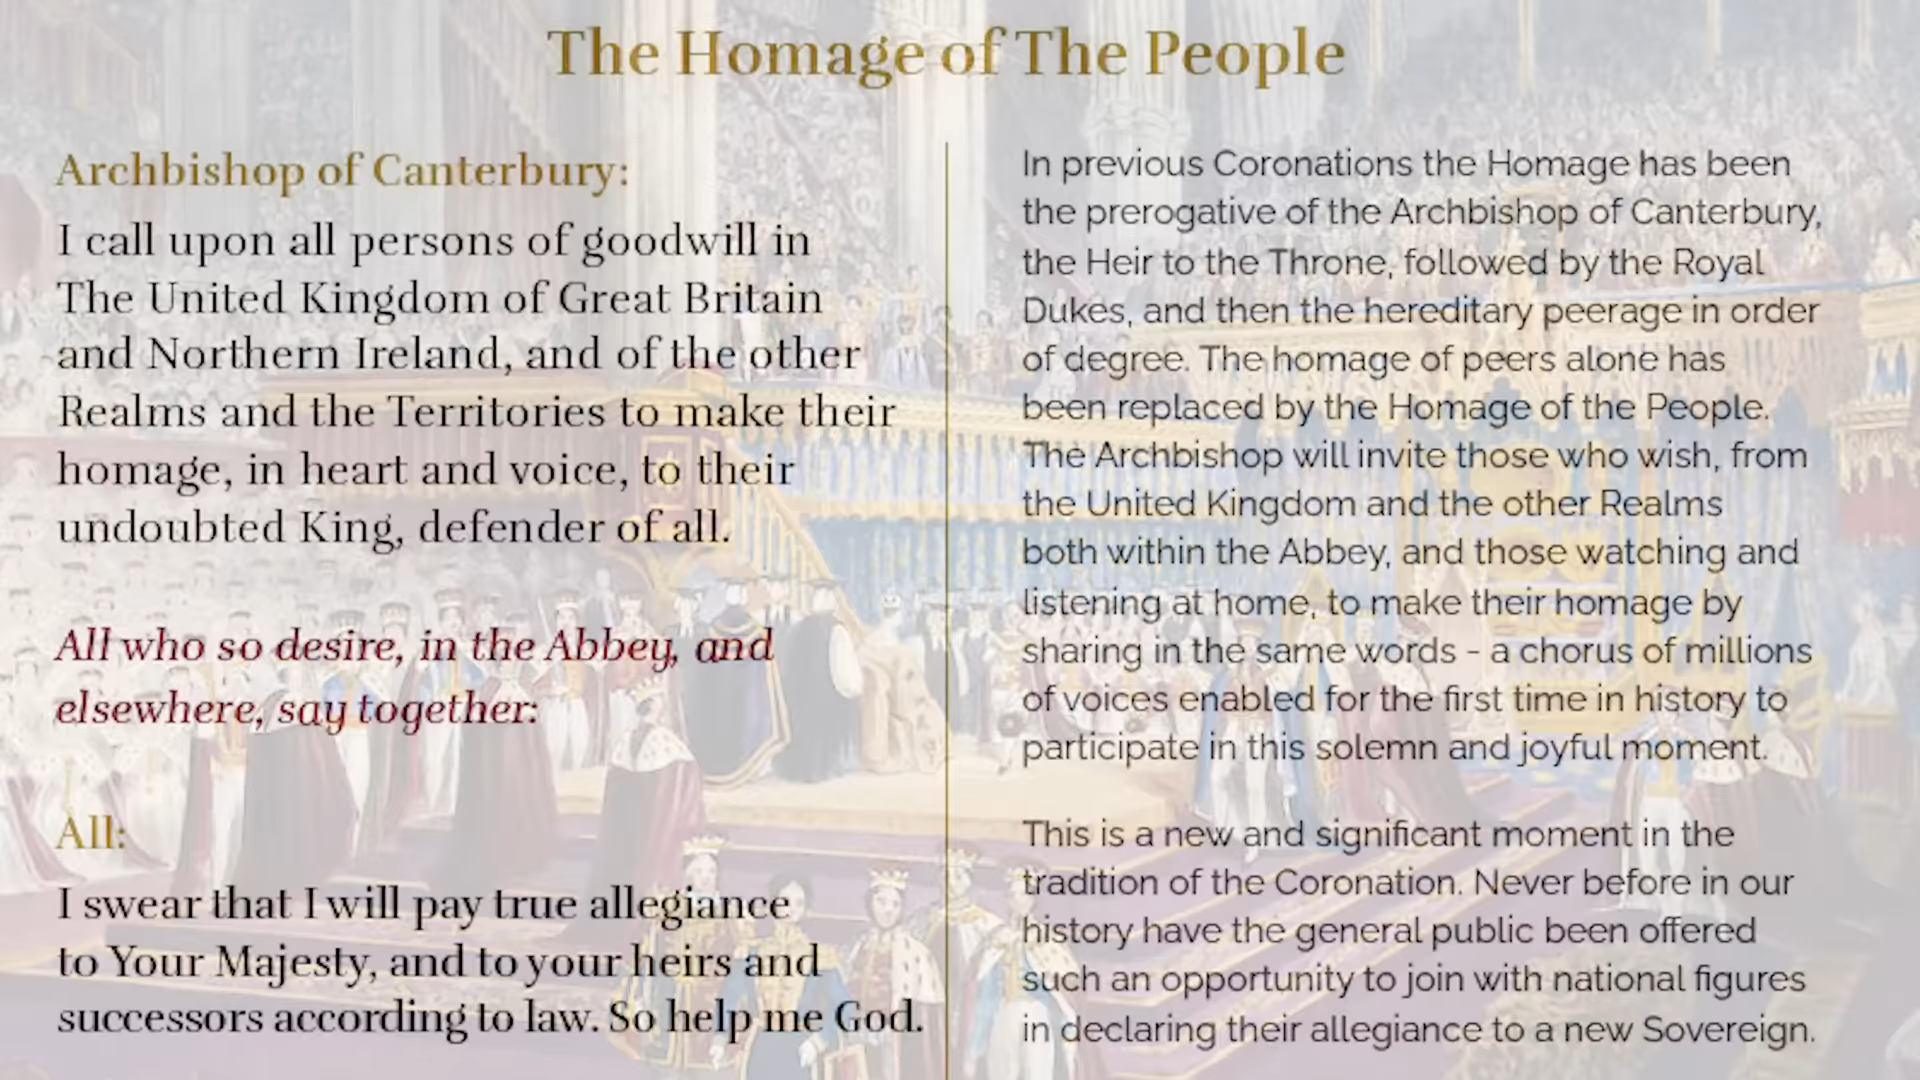 The Homage of The People
Archbishop of Canterbury:
I call upon all persons of goodwill in
The United Kingdom of Great Britain
and Northern Ireland, and of the other
Realms and the Territories to make their
homage, in heart and voice, to their
undoubted King, defender of all.
All who so desire, in the Abbey, and
elsewhere, say together:
All:
I swear that I will pay true allegiance
to Your Majesty, and to your heirs and
successors according to law. So help me God.
In previous Coronations the Homage has been
the prerogative of the Archbishop of Canterbury,
the Heir to the Throne, followed by the Royal
Dukes, and then the hereditary peerage in order
of degree. The homage of peers alone has
been replaced by the Homage of the People.
The Archbishop will invite those who wish, from
the United Kingdom and the other Realms
both within the Abbey, and those watching and
listening at home, to make their homage by
sharing in the same words - a chorus of millions
of voices enabled for the first time in history to
participate in this solemn and joyful moment.
This is a new and significant moment in the
tradition of the Coronation. Never before in our
history have the general public been offered
such an opportunity to join with national figures
in declaring their allegiance to a new Sovereign.